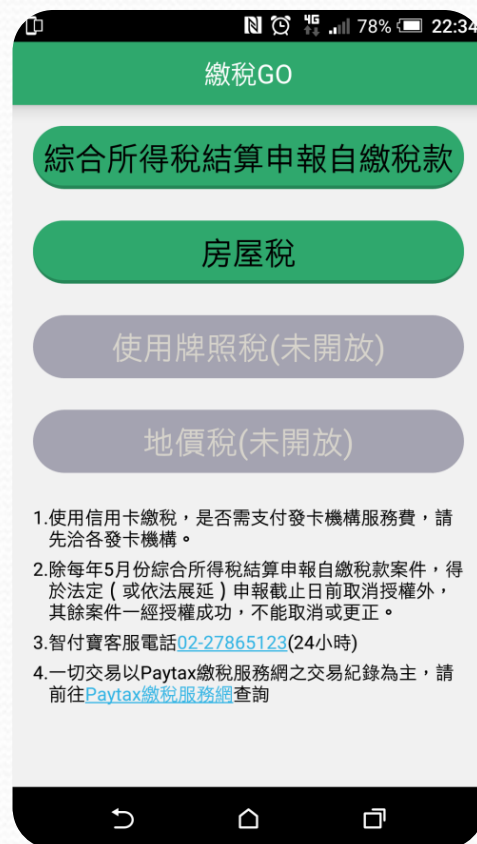 4G 78% 22:34
繳稅GO
綜合所得稅結算申報自繳稅款
房屋稅
使用牌照稅(未開放)
地價稅(未開放)
1.使用信用卡繳稅，是否需支付發卡機構服務費，請
先洽各發卡機構。
2.除每年5月份綜合所得稅結算申報自繳稅款案件，得
於法定（或依法展延）申報截止日前取消授權外，
其餘案件一經授權成功，不能取消或更正。
3.智付寶客服電話02-27865123(24小時)
4.一切交易以Paytax繳稅服務網之交易紀錄為主，請
前往Paytax繳稅服務網查詢